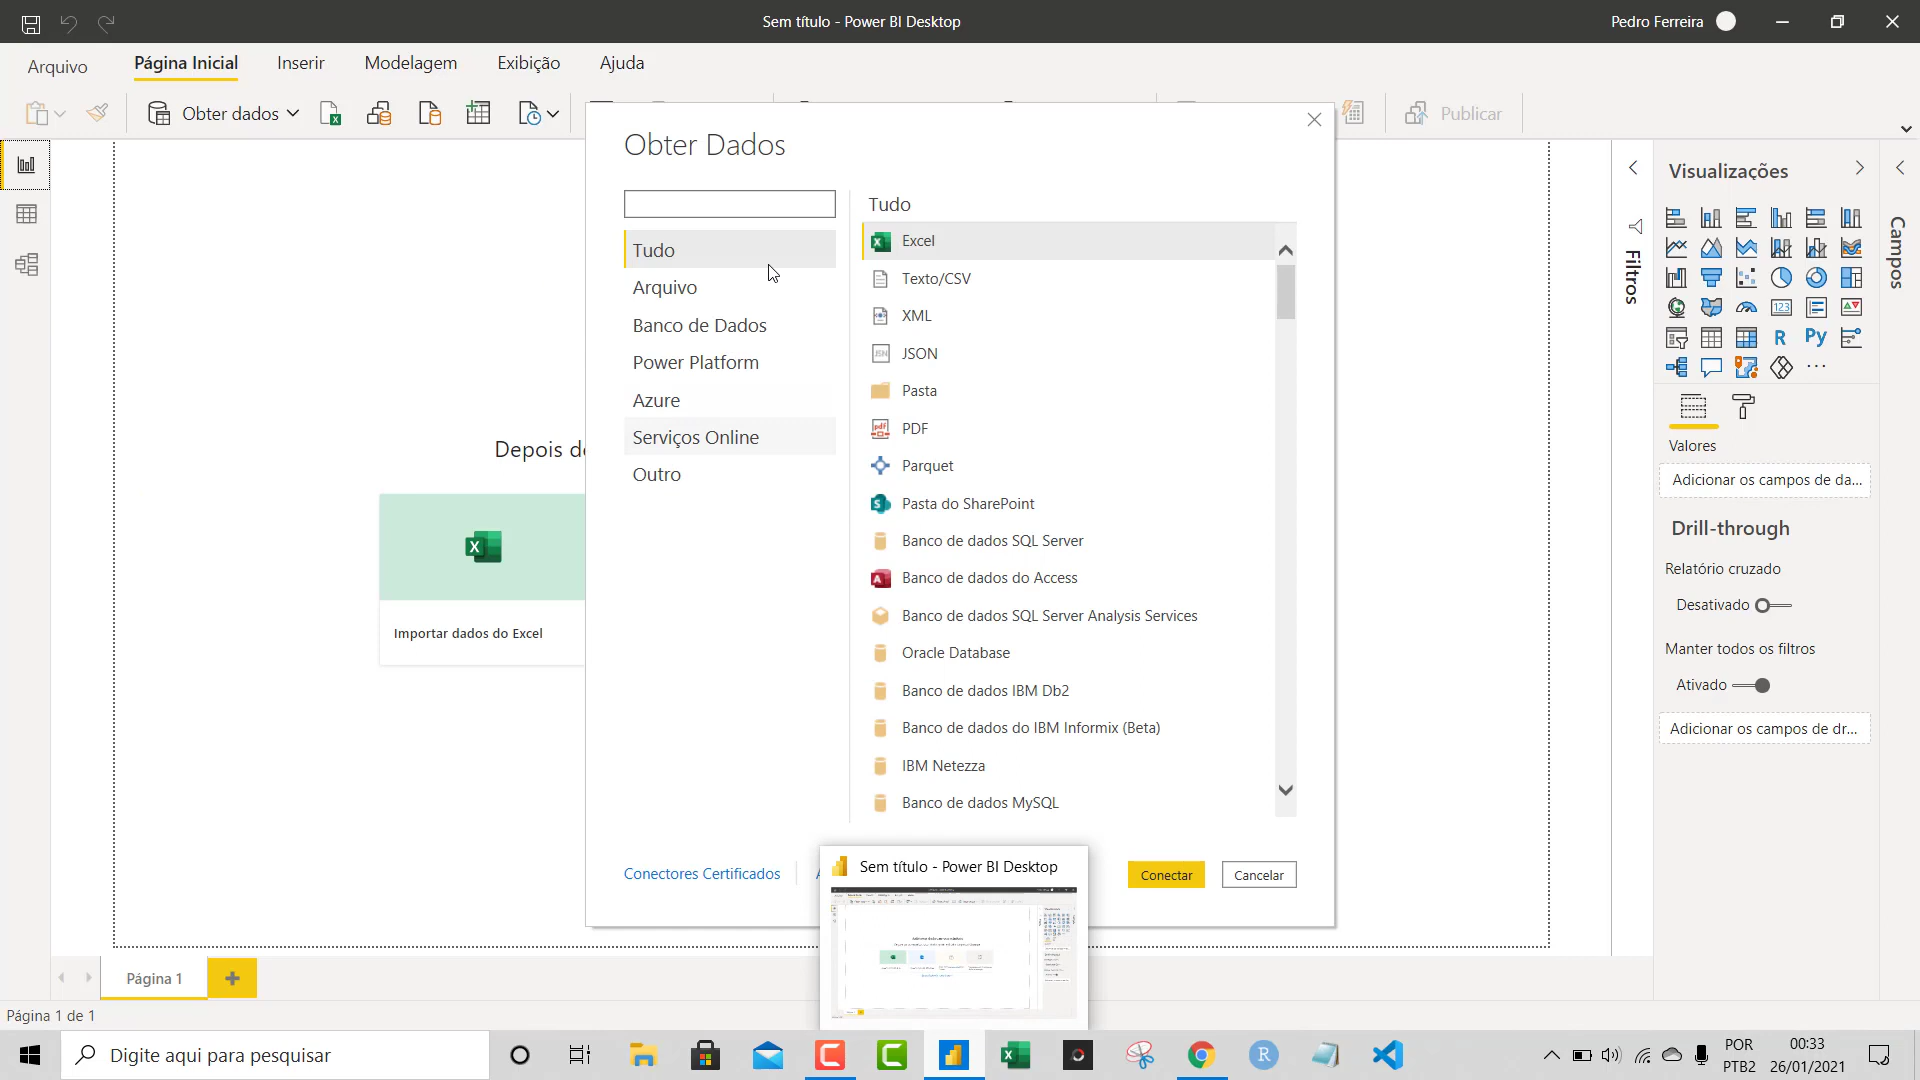 Sem título - Power BI Desktop
Pedro Ferreira
Arquivo
Página Inicial
Inserir
Modelagem
Exibição
Ajuda
Obter dados
Publicar
Obter Dados
Tudo
Arquivo
Banco de Dados
Power Platform
Azure
Serviços Online
Outro
Tudo
Excel
Texto/CSV
XML
JSON
Pasta
PDF
Parquet
Pasta do SharePoint
Banco de dados SQL Server
Banco de dados do Access
Banco de dados SQL Server Analysis Services
Oracle Database
Banco de dados IBM Db2
Banco de dados do IBM Informix (Beta)
IBM Netezza
Banco de dados MySQL
Conectores Certificados
Conectar
Cancelar
Depois de
Importar dados do Excel
Sem título - Power BI Desktop
Filtros
Visualizações
Campos
Valores
Adicionar os campos de da...
Drill-through
Relatório cruzado
Desativado
Manter todos os filtros
Ativado
Adicionar os campos de dr...
Página 1
Página 1 de 1
Digite aqui para pesquisar
POR
PTB2
00:33
26/01/2021